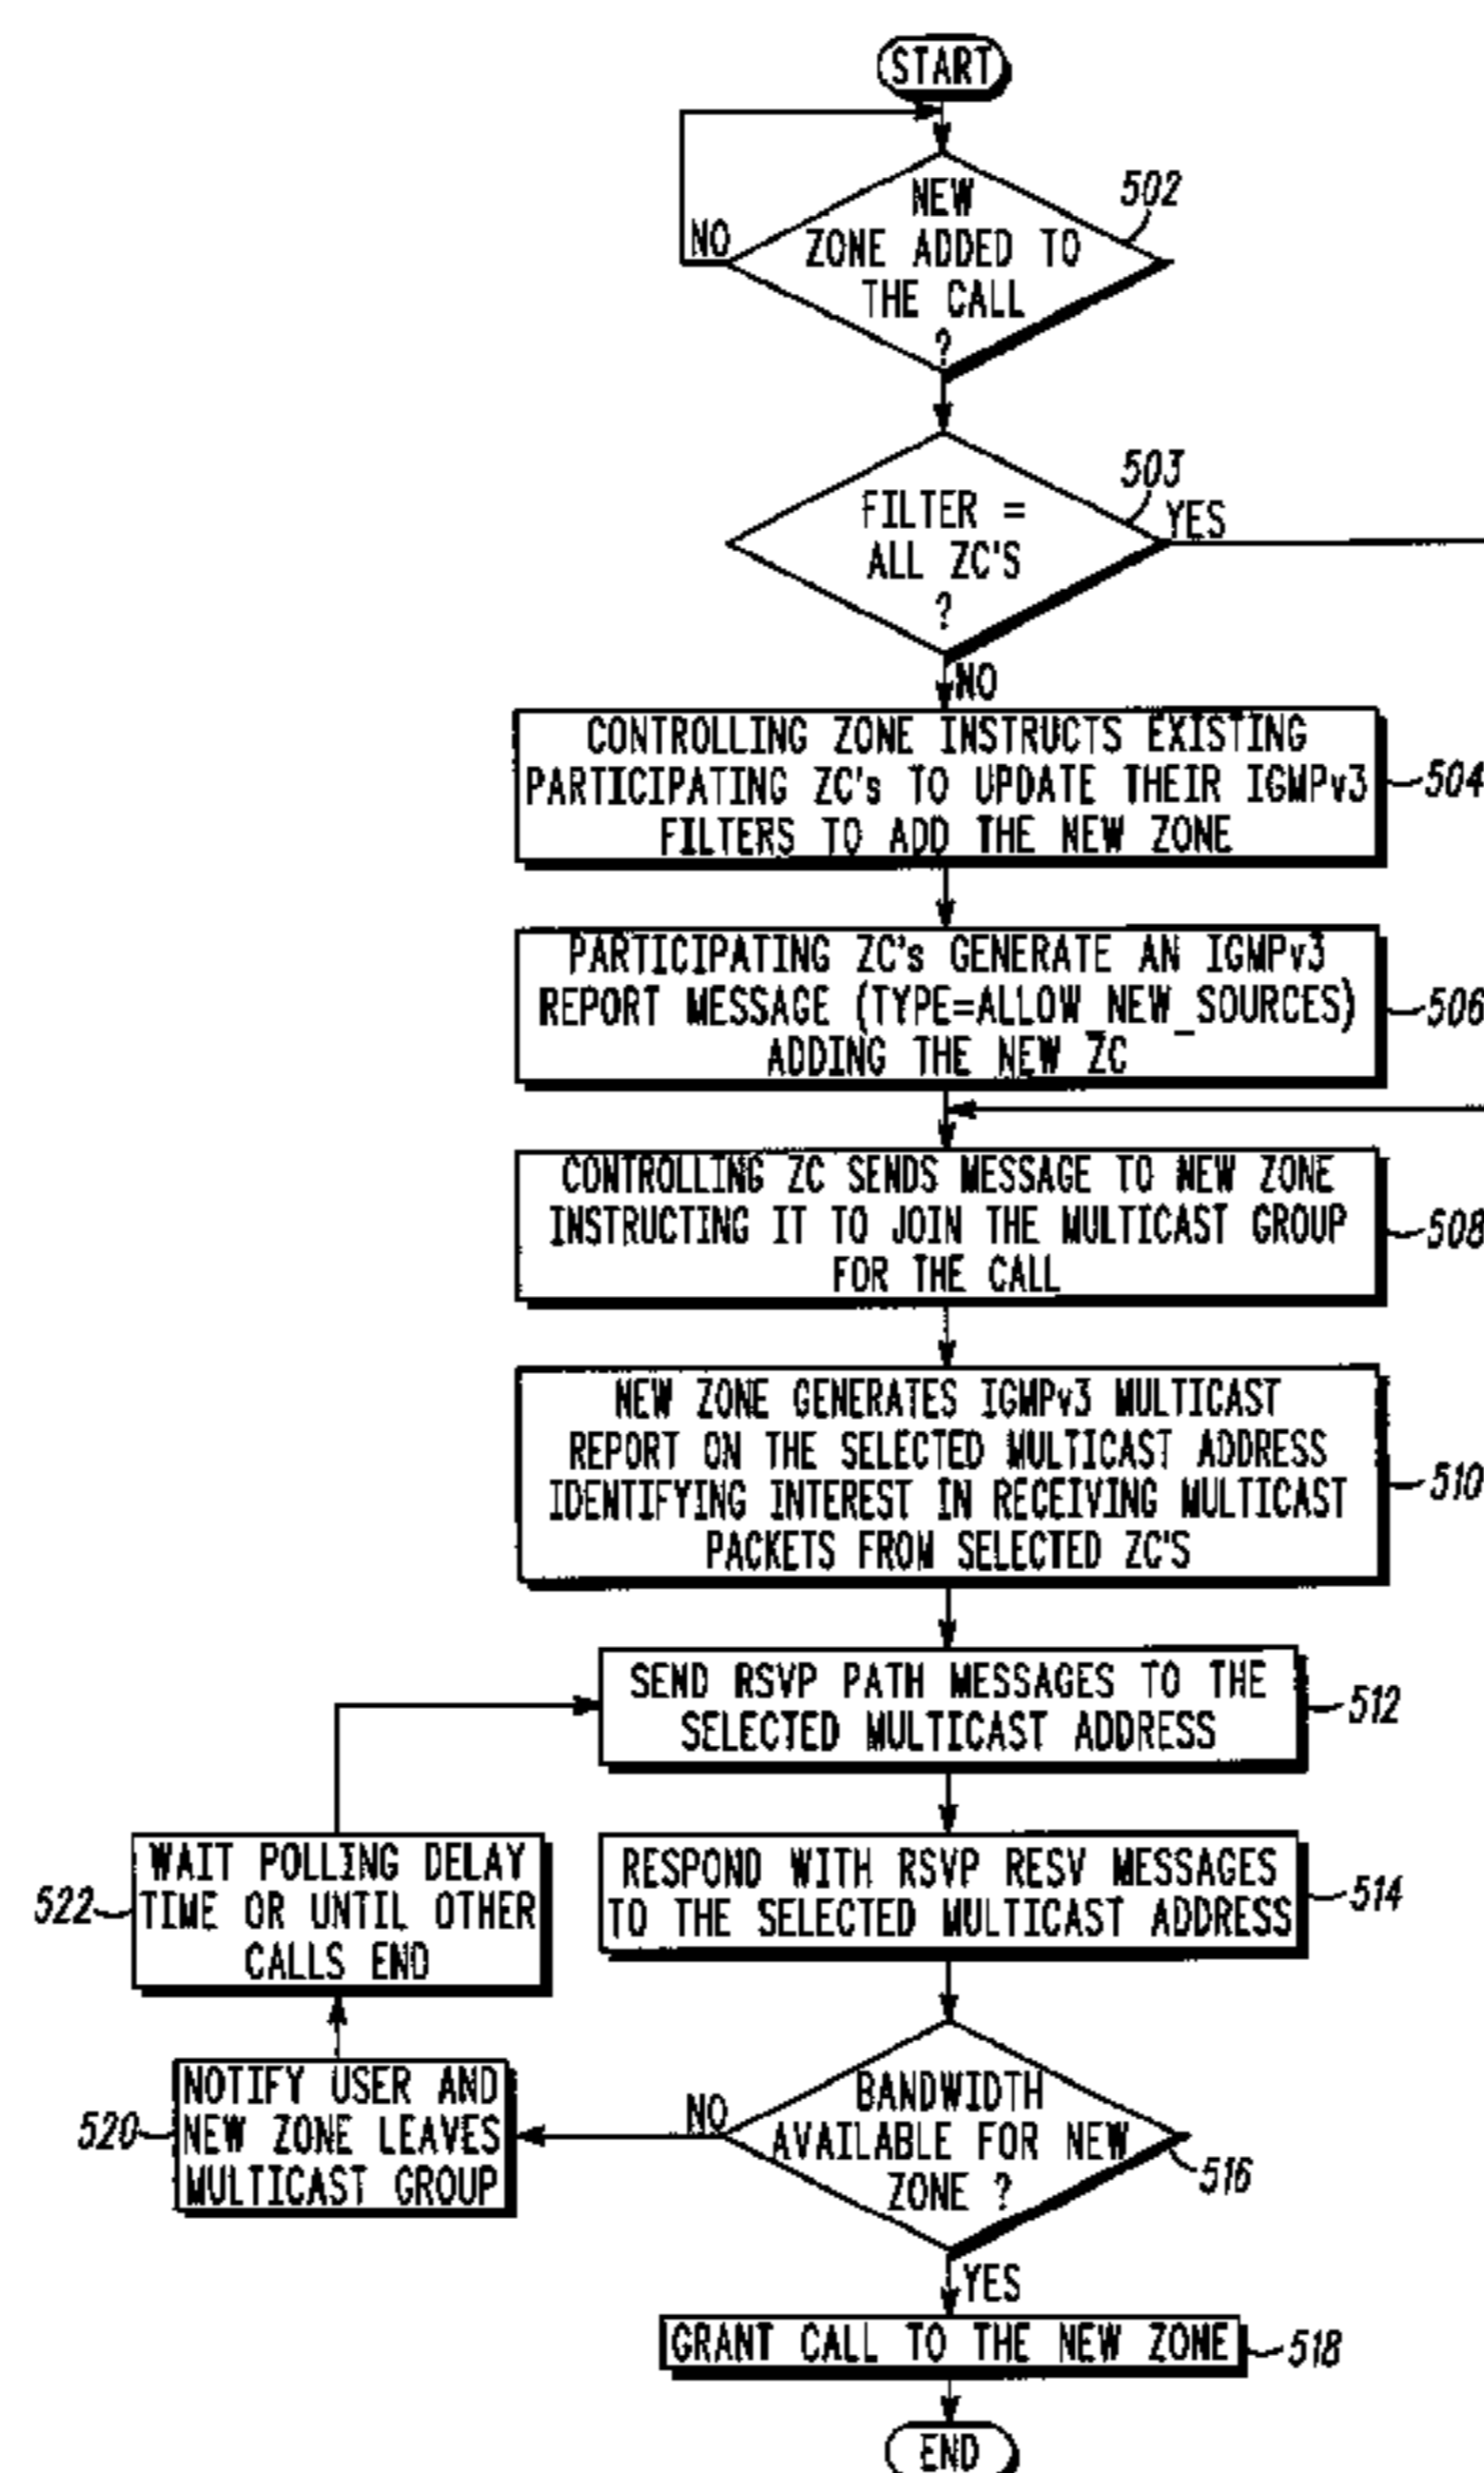 START
NEW
ZONE ADDED TO
THE CALL
?
502
NO
FILTER =
ALL ZC'S
?
503
YES
NO
CONTROLLING ZONE INSTRUCTS EXISTING
PARTICIPATING ZC's TO UPDATE THEIR IGMPv3
FILTERS TO ADD THE NEW ZONE
504
PARTICIPATING ZC's GENERATE AN IGMPv3
REPORT MESSAGE (TYPE=ALLOW_NEW_SOURCES)
ADDING THE NEW ZC
506
CONTROLLING ZC SENDS MESSAGE TO NEW ZONE
INSTRUCTING IT TO JOIN THE MULTICAST GROUP
FOR THE CALL
508
NEW ZONE GENERATES IGMPv3 MULTICAST
REPORT ON THE SELECTED MULTICAST ADDRESS
IDENTIFYING INTEREST IN RECEIVING MULTICAST
PACKETS FROM SELECTED ZC'S
510
SEND RSVP PATH MESSAGES TO THE
SELECTED MULTICAST ADDRESS
512
RESPOND WITH RSVP RESV MESSAGES
TO THE SELECTED MULTICAST ADDRESS
514
WAIT POLLING DELAY
TIME OR UNTIL OTHER
CALLS END
522
BANDWIDTH
AVAILABLE FOR NEW
ZONE ?
516
NO
NOTIFY USER AND
NEW ZONE LEAVES
MULTICAST GROUP
520
YES
GRANT CALL TO THE NEW ZONE
518
END